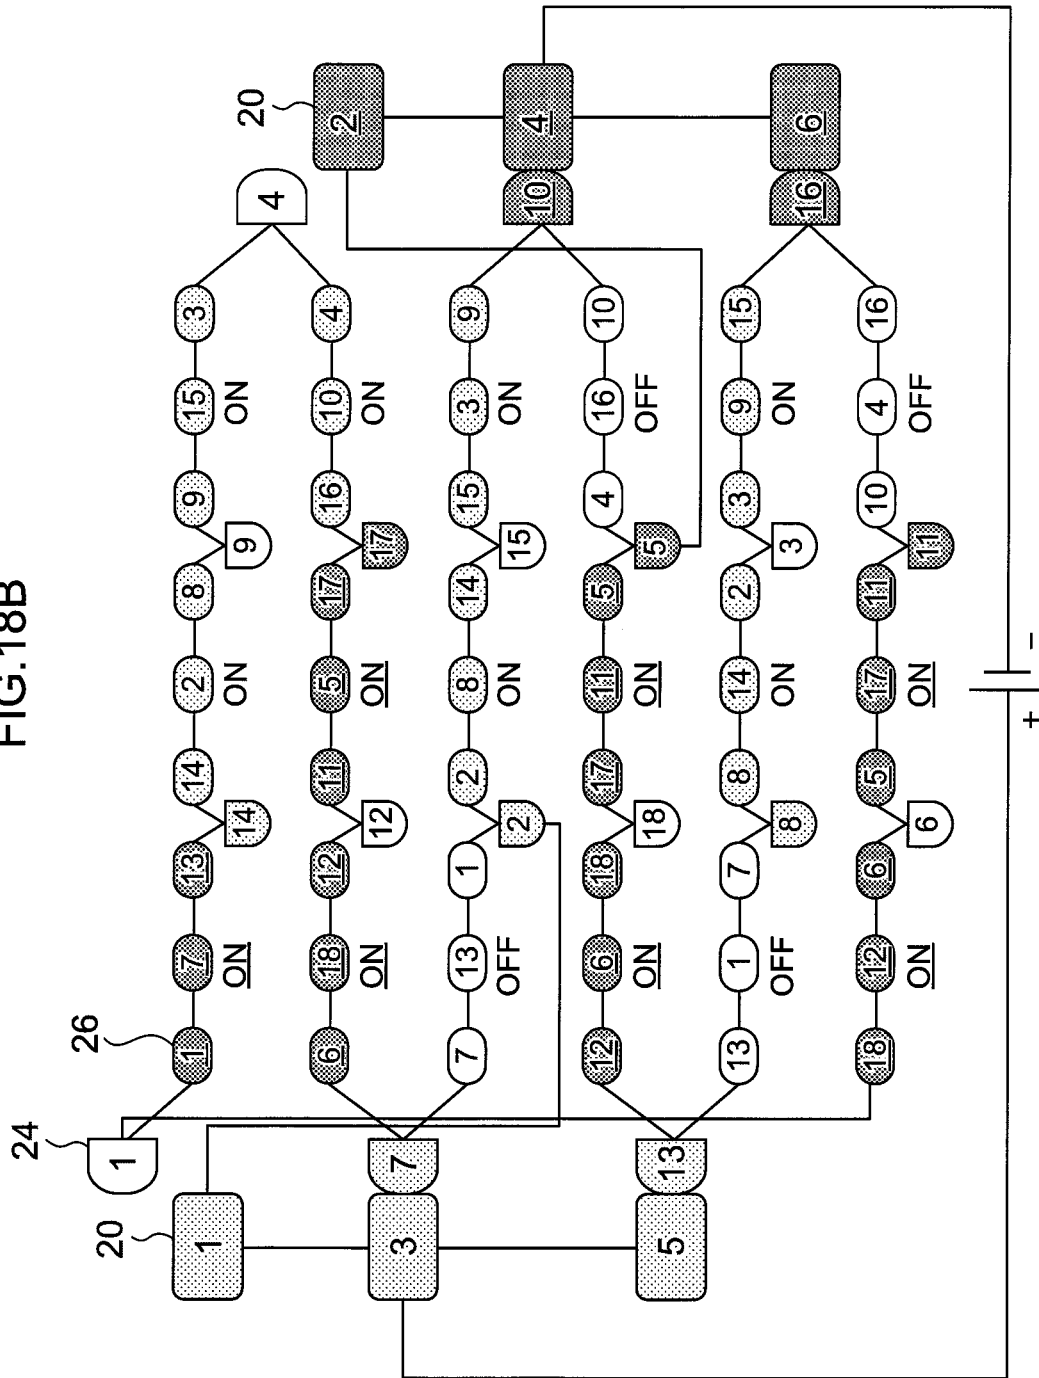 FIG.18B
24
26
20
1
20
1
1 7 13 14 2 8 9 15 3
ON 14 ON 9 ON
4
2
6 18 12 11 5 17 16 10 4
ON 12 ON 17 ON
3 7
7 13 1 2 8 14 15 3 9
OFF 2 ON 15 ON
10 4
12 6 18 17 11 5 4 16 10
ON 18 ON 5 OFF
5 13
13 1 7 8 14 2 3 9 15
OFF 8 ON 3 ON
16 6
18 12 6 5 17 11 10 4 16
ON 6 ON 11 OFF
+ −